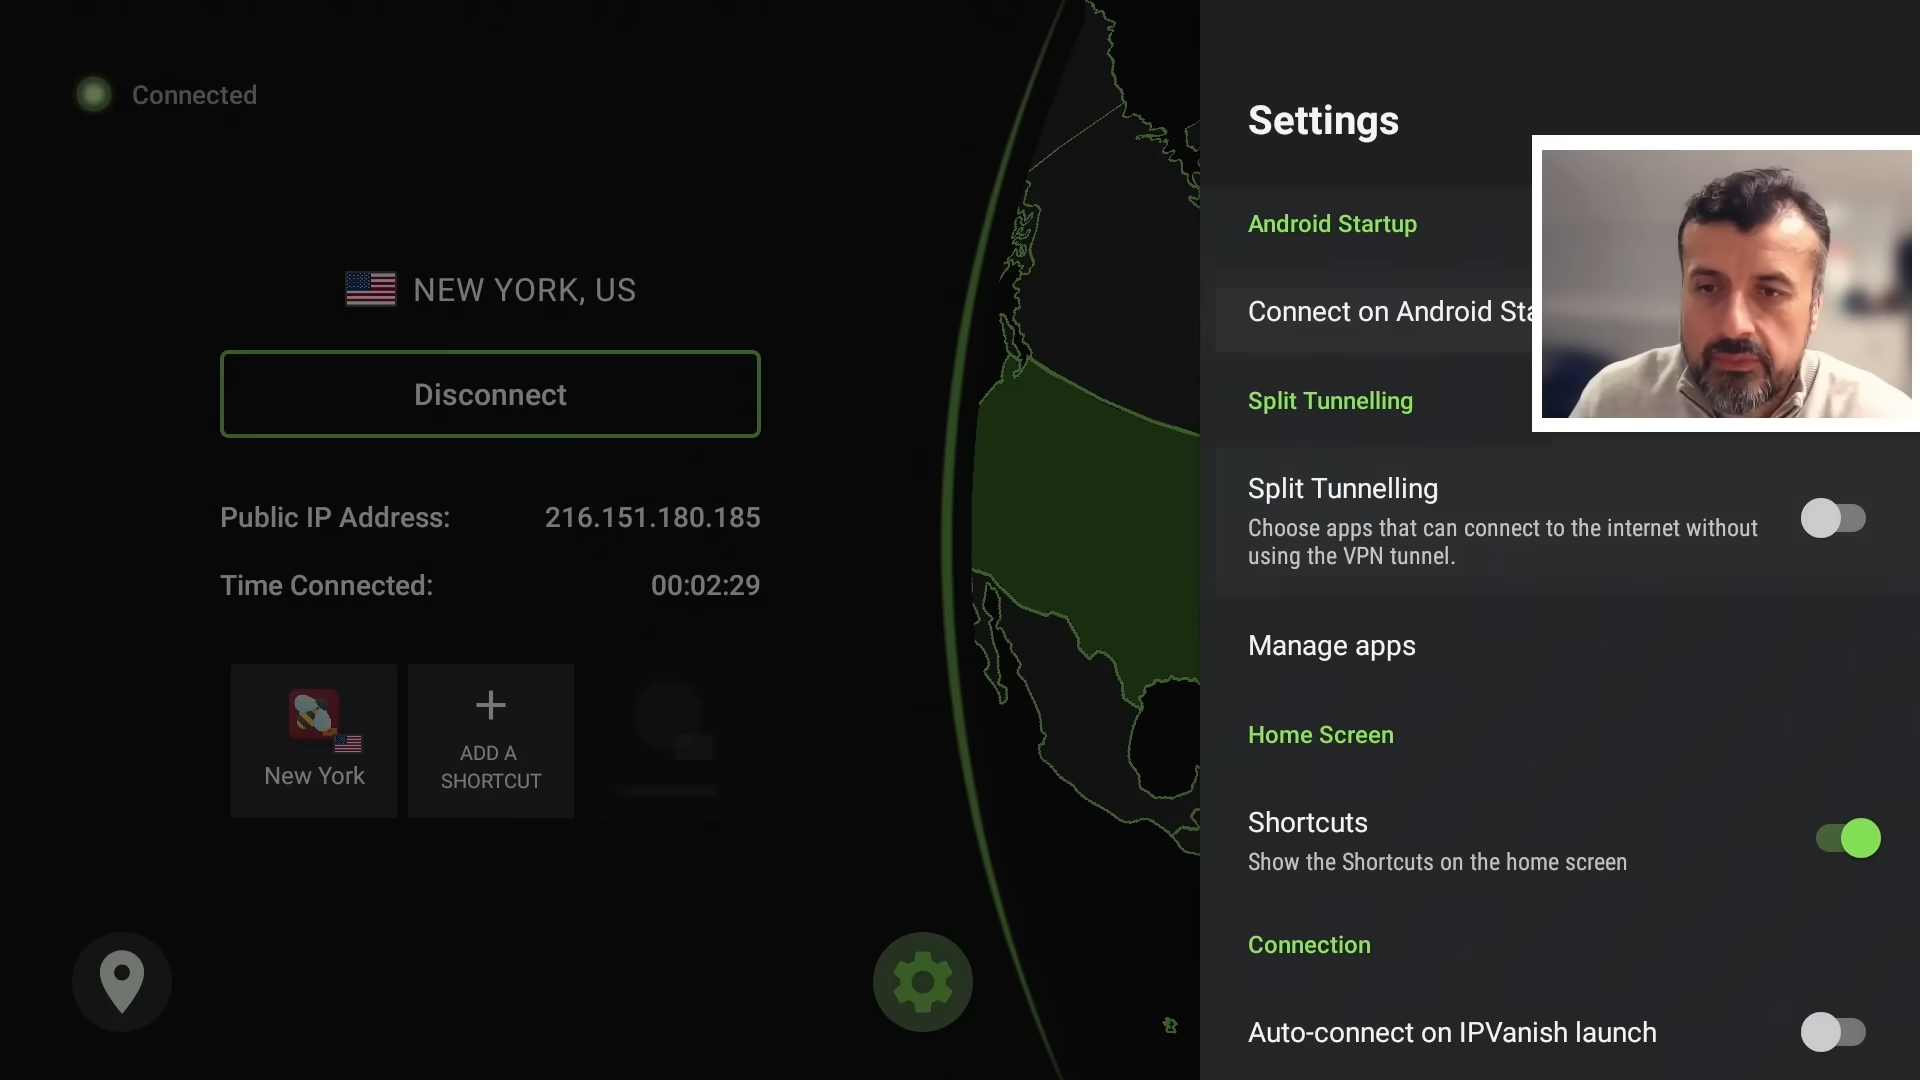 Connected
NEW YORK, US
Disconnect
Public IP Address: 216.151.180.185
Time Connected: 00:02:29
New York
ADD A
SHORTCUT
Settings
Android Startup
Connect on Android Sta
Split Tunnelling
Split Tunnelling
Choose apps that can connect to the internet without
using the VPN tunnel.
Manage apps
Home Screen
Shortcuts
Show the Shortcuts on the home screen
Connection
Auto-connect on IPVanish launch